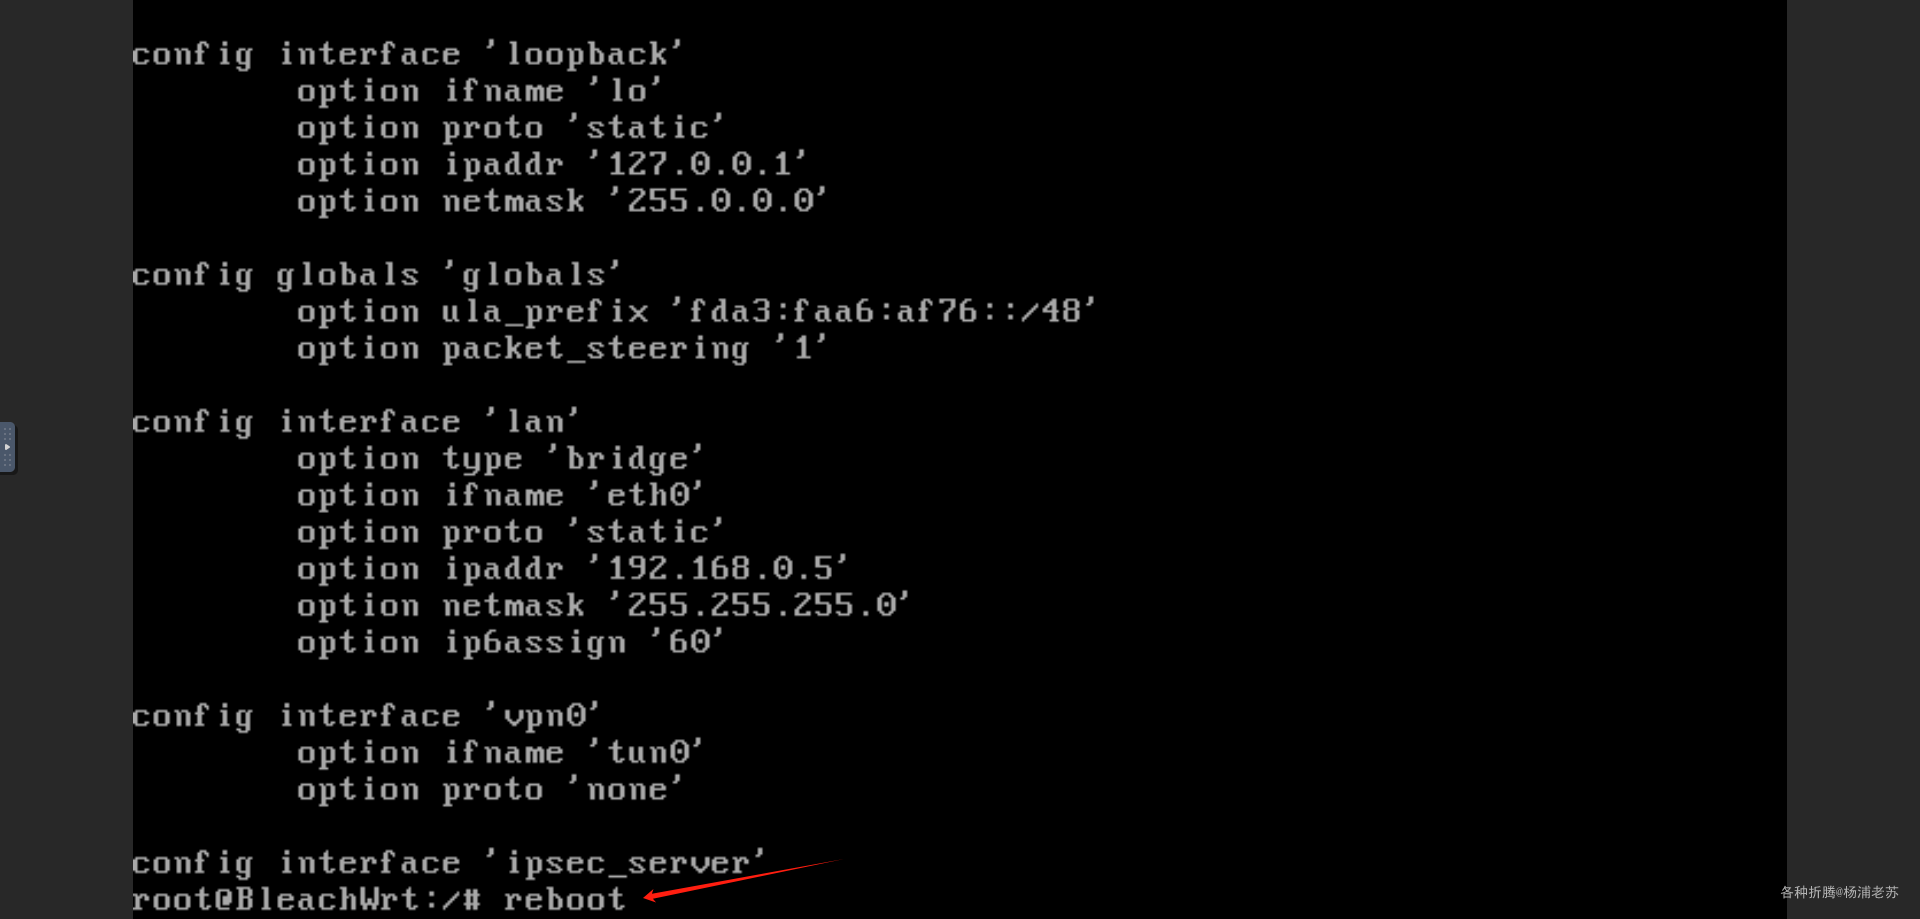 config interface 'loopback'
option ifname 'lo'
option proto 'static'
option ipaddr '127.0.0.1'
option netmask '255.0.0.0'
config globals 'globals'
option ula_prefix 'fda3:faa6:af76::/48'
option packet_steering '1'
config interface 'lan'
option type 'bridge'
option ifname 'eth0'
option proto 'static'
option ipaddr '192.168.0.5'
option netmask '255.255.255.0'
option ip6assign '60'
config interface 'vpn0'
option ifname 'tun0'
option proto 'none'
config interface 'ipsec_server'
root@BleachWrt:/# reboot
各种折腾@杨浦老苏